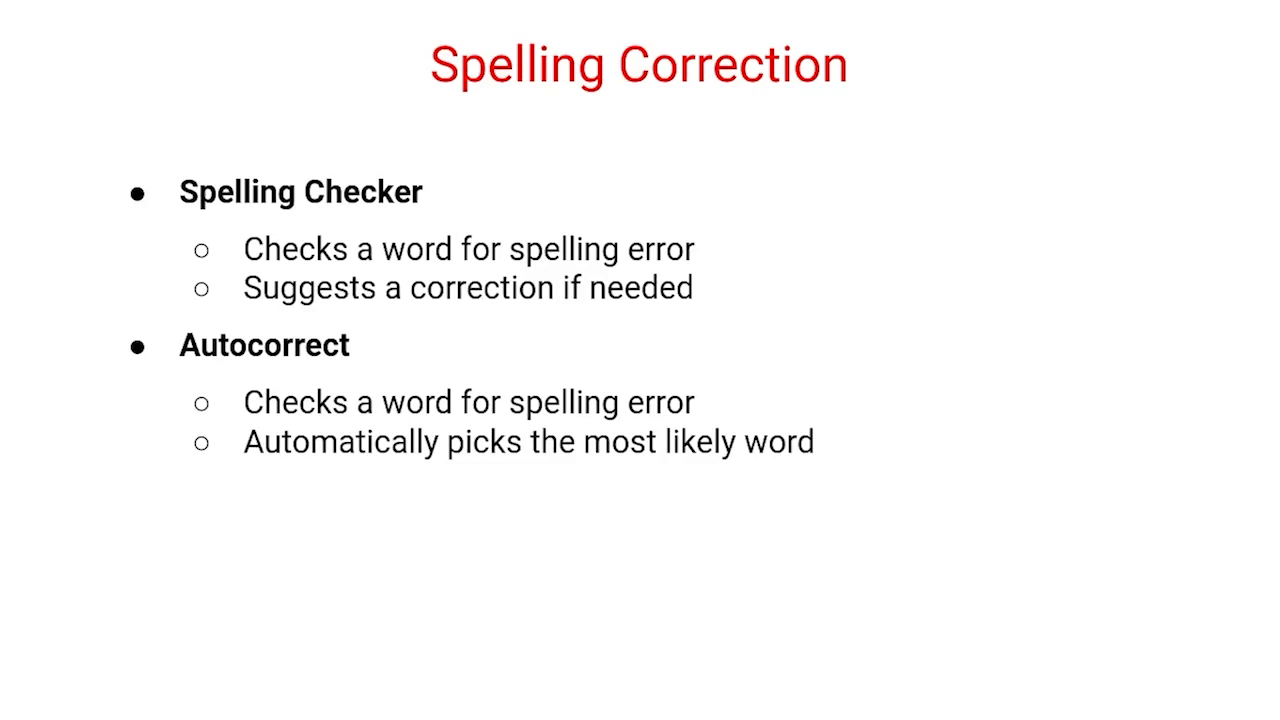 Spelling Correction
● Spelling Checker
○ Checks a word for spelling error
○ Suggests a correction if needed
● Autocorrect
○ Checks a word for spelling error
○ Automatically picks the most likely word